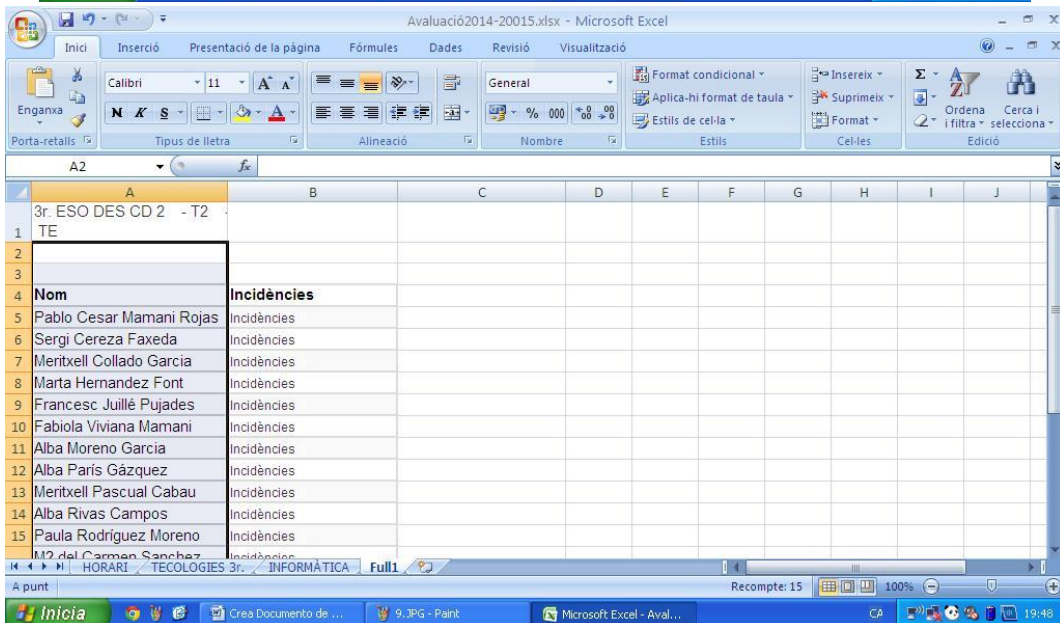 Avaluació2014-20015.xlsx - Microsoft Excel
Inici Inserció Presentació de la pàgina Fórmules Dades Revisió Visualització
Enganxa
Calibri 11
N K S
General
% 000
Format condicional
Aplica-hi format de taula
Estils de cel·la
Insereix
Suprimeix
Format
Ordena i filtra
Cerca i selecciona
Porta-retalls Tipus de lletra Alineació Nombre Estils Cel·les Edició
A2 fx
A B C D E F G H I J
3r. ESO DES CD 2 - T2 -
1 TE
2
3
4 Nom Incidències
5 Pablo Cesar Mamani Rojas Incidències
6 Sergi Cereza Faxeda Incidències
7 Meritxell Collado Garcia Incidències
8 Marta Hernandez Font Incidències
9 Francesc Juillé Pujades Incidències
10 Fabiola Viviana Mamani Incidències
11 Alba Moreno Garcia Incidències
12 Alba París Gázquez Incidències
13 Meritxell Pascual Cabau Incidències
14 Alba Rivas Campos Incidències
15 Paula Rodríguez Moreno Incidències
del Carmen Sanchez Incidències
HORARI TECOLOGIES 3r. INFORMÀTICA Full1
A punt Recompte: 15 100%
Inicia Crea Documento de ... 9.JPG - Paint Microsoft Excel - Aval... CA 19:48